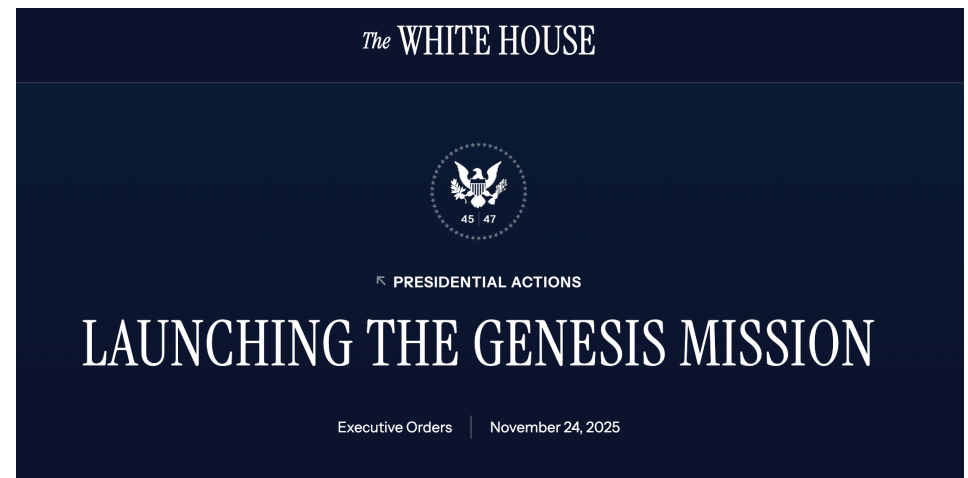 The WHITE HOUSE
45 47
PRESIDENTIAL ACTIONS
LAUNCHING THE GENESIS MISSION
Executive Orders November 24, 2025